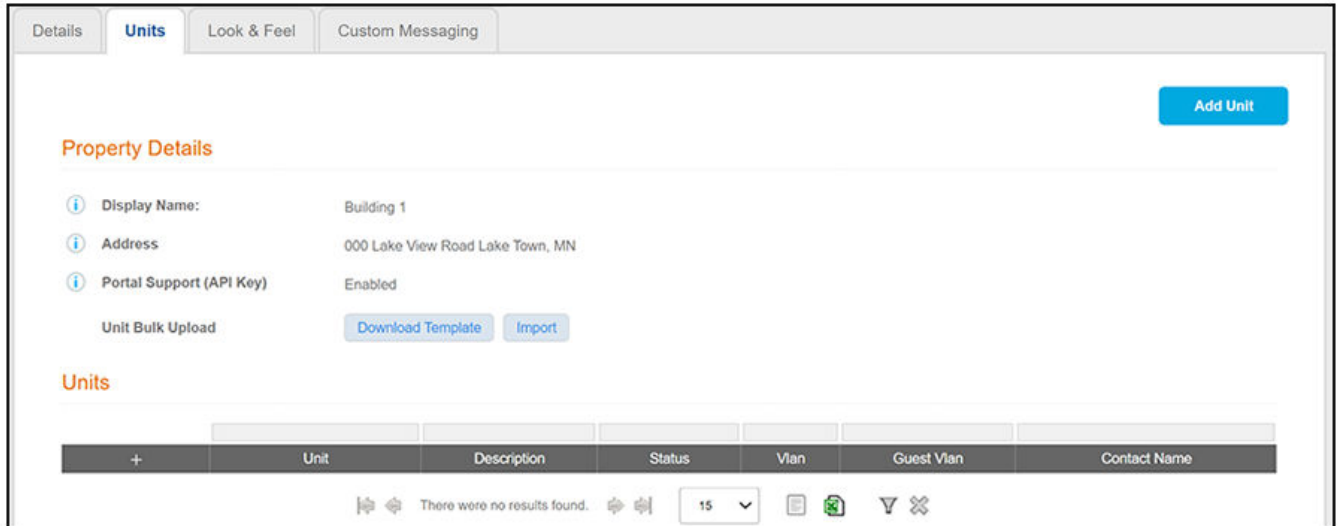 Details Units Look & Feel Custom Messaging
Add Unit
Property Details
Display Name: Building 1
Address 000 Lake View Road Lake Town, MN
Portal Support (API Key) Enabled
Unit Bulk Upload Download Template Import
Units
+ Unit Description Status Vlan Guest Vlan Contact Name
There were no results found. 15